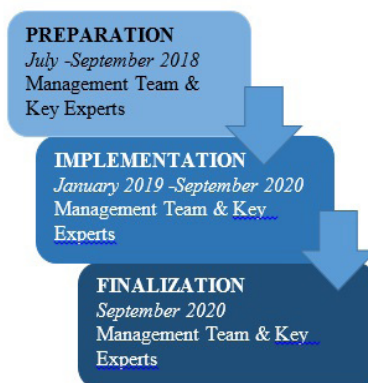 PREPARATION
July -September 2018
Management Team &
Key Experts
IMPLEMENTATION
January 2019 -September 2020
Management Team & Key
Experts
FINALIZATION
September 2020
Management Team & Key
Experts